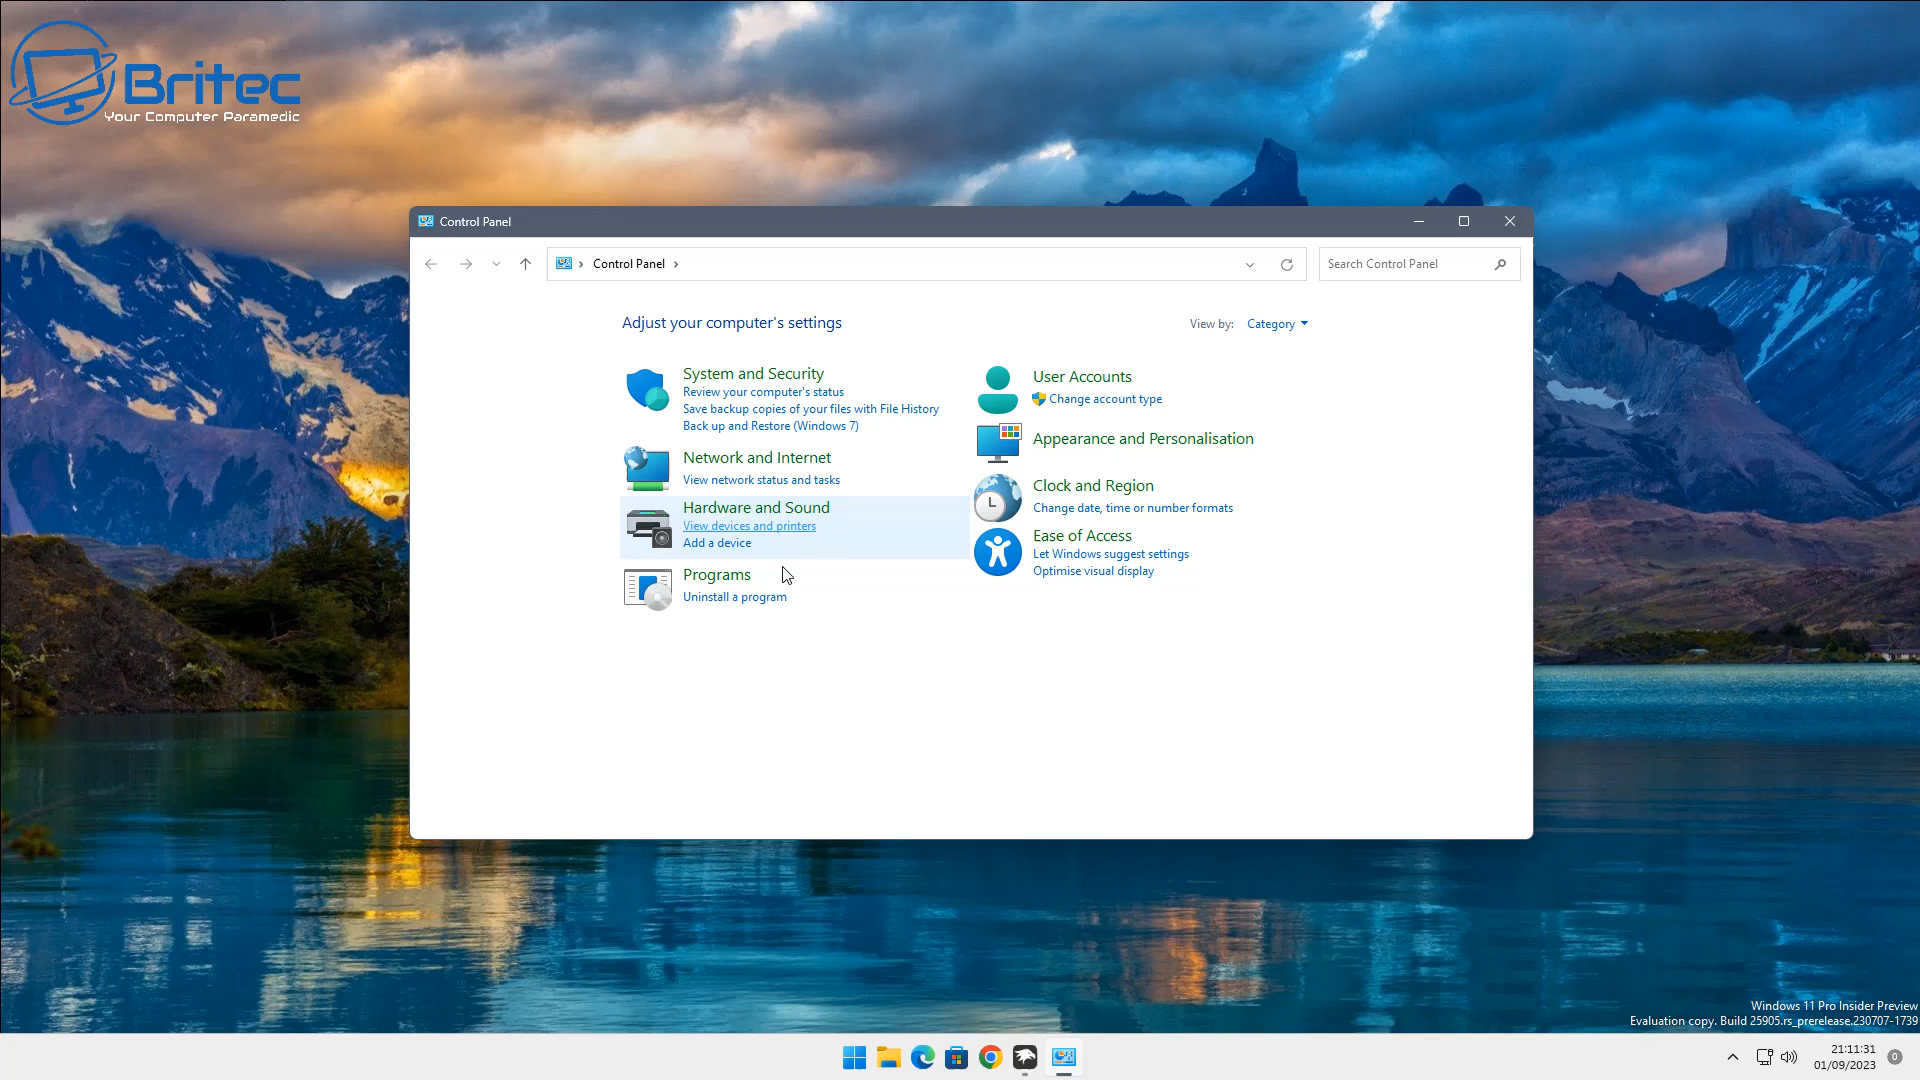 Britec
Your Computer Paramedic
Control Panel
Control Panel
Search Control Panel
Adjust your computer's settings
View by: Category
System and Security
Review your computer's status
Save backup copies of your files with File History
Back up and Restore (Windows 7)
Network and Internet
View network status and tasks
Hardware and Sound
View devices and printers
Add a device
Programs
Uninstall a program
User Accounts
Change account type
Appearance and Personalisation
Clock and Region
Change date, time or number formats
Ease of Access
Let Windows suggest settings
Optimise visual display
Windows 11 Pro Insider Preview
Evaluation copy. Build 25905.rs_prerelease.230707-1739
21:11:31
01/09/2023
0